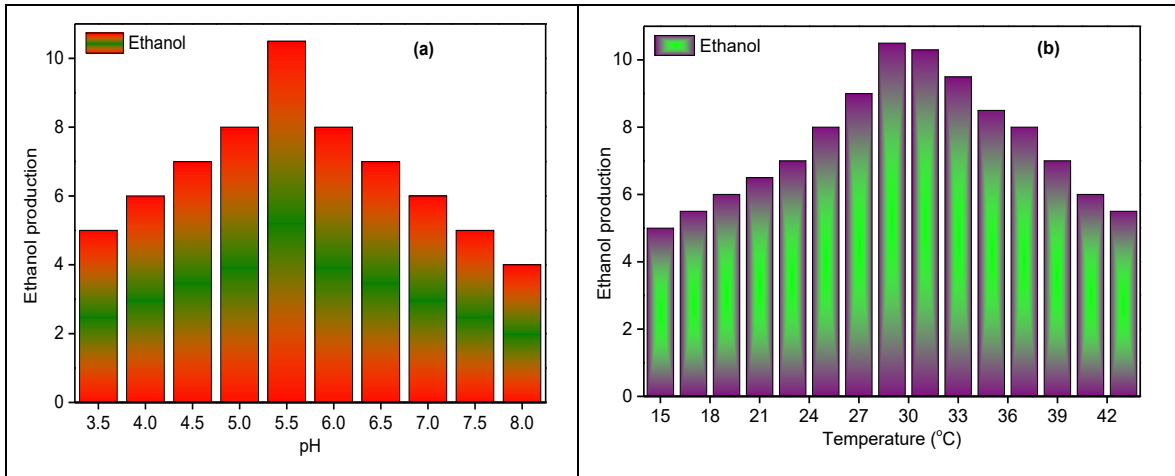 Ethanol
(a)
10
8
6
4
2
0
Ethanol production
3.5 4.0 4.5 5.0 5.5 6.0 6.5 7.0 7.5 8.0
pH
Ethanol
(b)
10
8
6
4
2
0
Ethanol production
15 18 21 24 27 30 33 36 39 42
Temperature (°C)